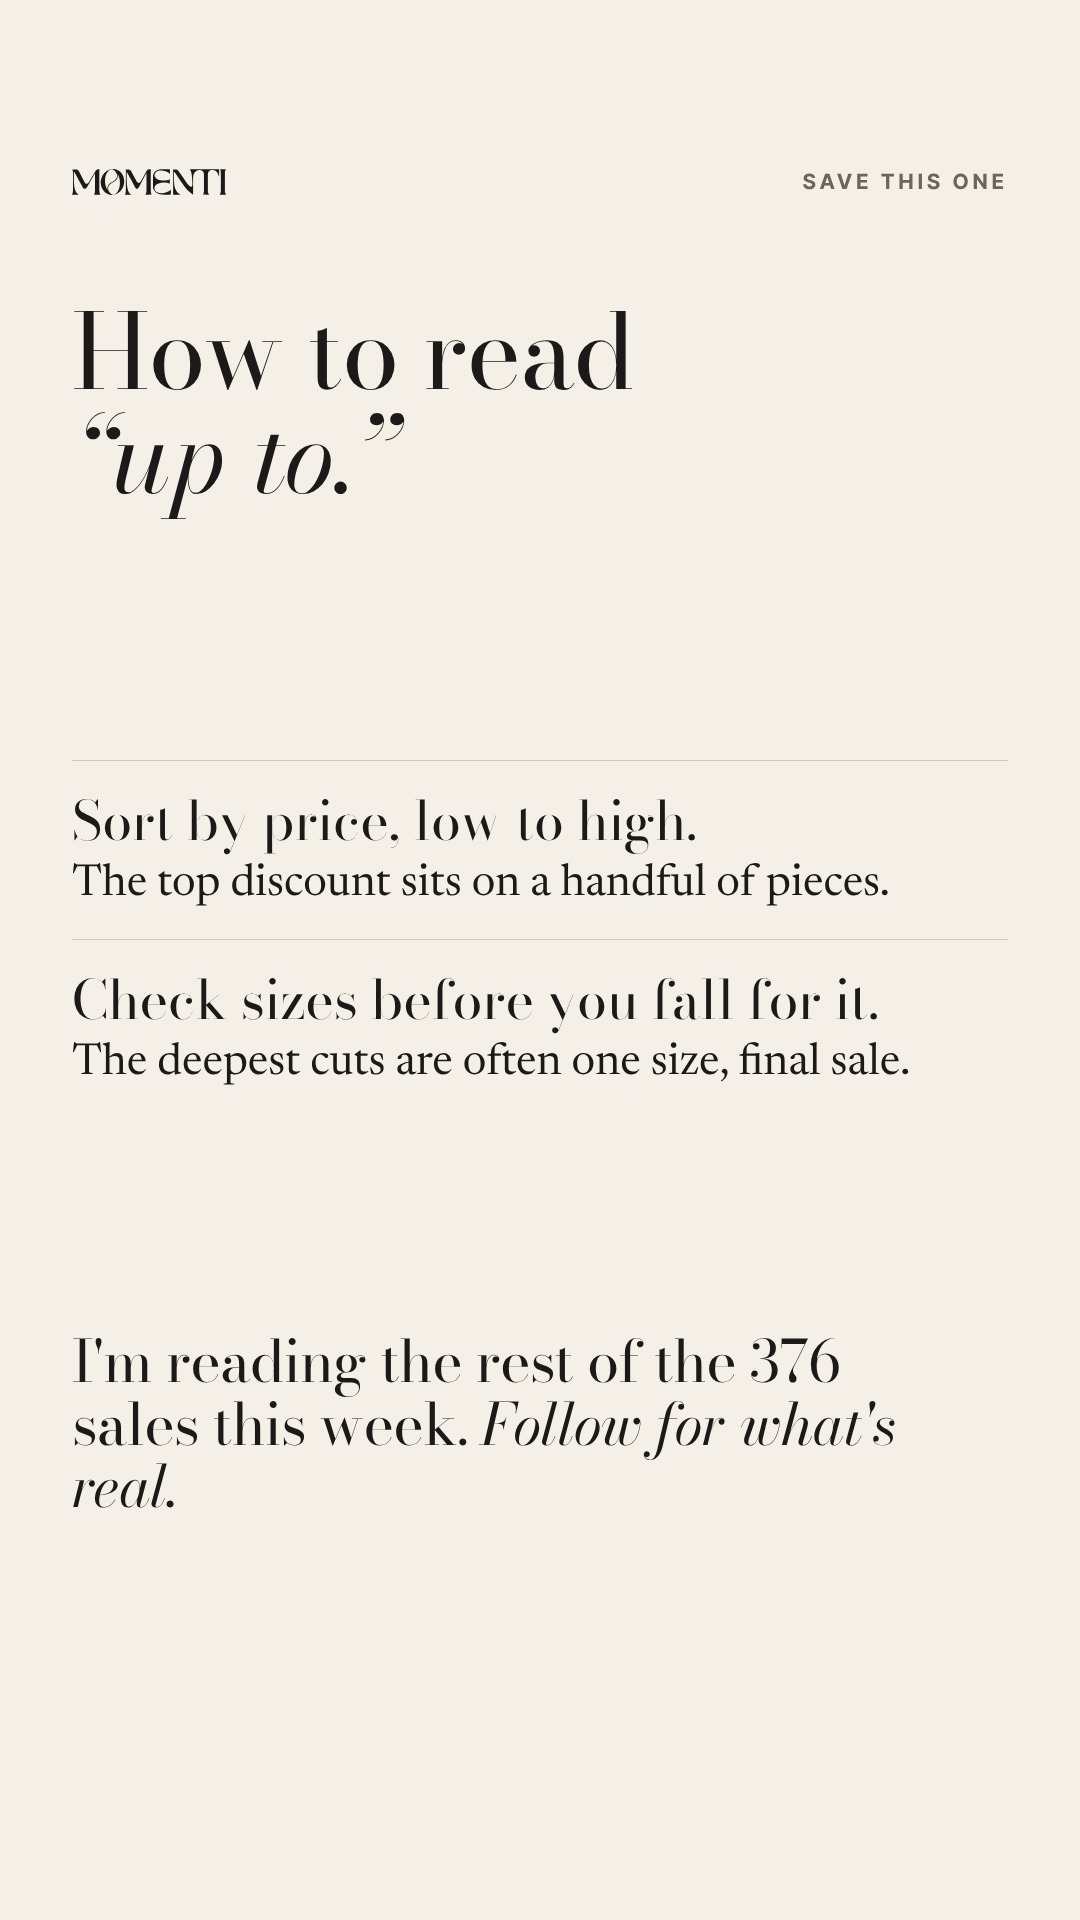 MØMENTI
SAVE THIS ONE
How to read
“up to.”
Sort by price, low to high.
The top discount sits on a handful of pieces.
Check sizes before you fall for it.
The deepest cuts are often one size, final sale.
I'm reading the rest of the 376
sales this week. Follow for what's
real.